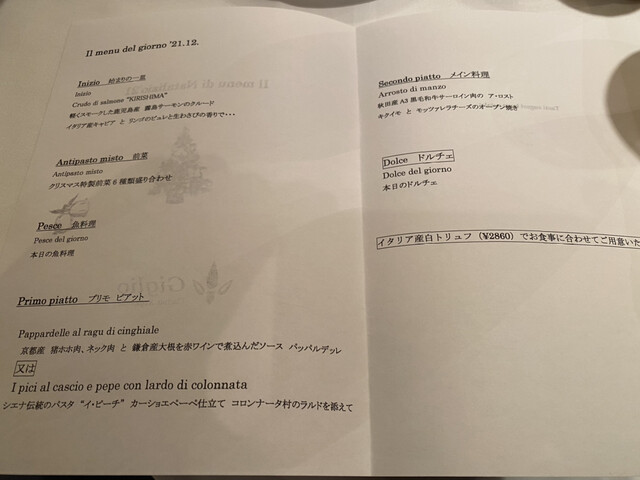 Il menu del giorno '21.12.
Inizio 始まりの一皿
Inizio
Crudo di salmone "KIRISHIMA"
軽くスモークした鹿児島産 霧島サーモンのクルード
イタリア産キャビア と リンゴのピュレと生わさびの香りで・・・
Antipasto misto 前菜
Antipasto misto
クリスマス特製前菜6種類盛り合わせ
Pesce 魚料理
Pesce del giorno
本日の魚料理
Primo piatto プリモ ピアット
Pappardelle al ragu di cinghiale
京都産 猪ホホ肉、ネック肉 と 鎌倉産大根を赤ワインで煮込んだソース パッパルデッレ
又は
I pici al cascio e pepe con lardo di colonnata
シエナ伝統のパスタ "イ・ピーチ" カーショエペーペ仕立て コロンナータ村のラルドを添えて
Secondo piatto メイン料理
Arrosto di manzo
秋田産A3黒毛和牛サーロイン肉の ア・ロスト
キクイモ と モッツァレラチーズのオーブン焼き
Dolce ドルチェ
Dolce del giorno
本日のドルチェ
イタリア産白トリュフ(¥2860)でお食事に合わせてご用意いた
Il menu di Natalizio '21
Giglio